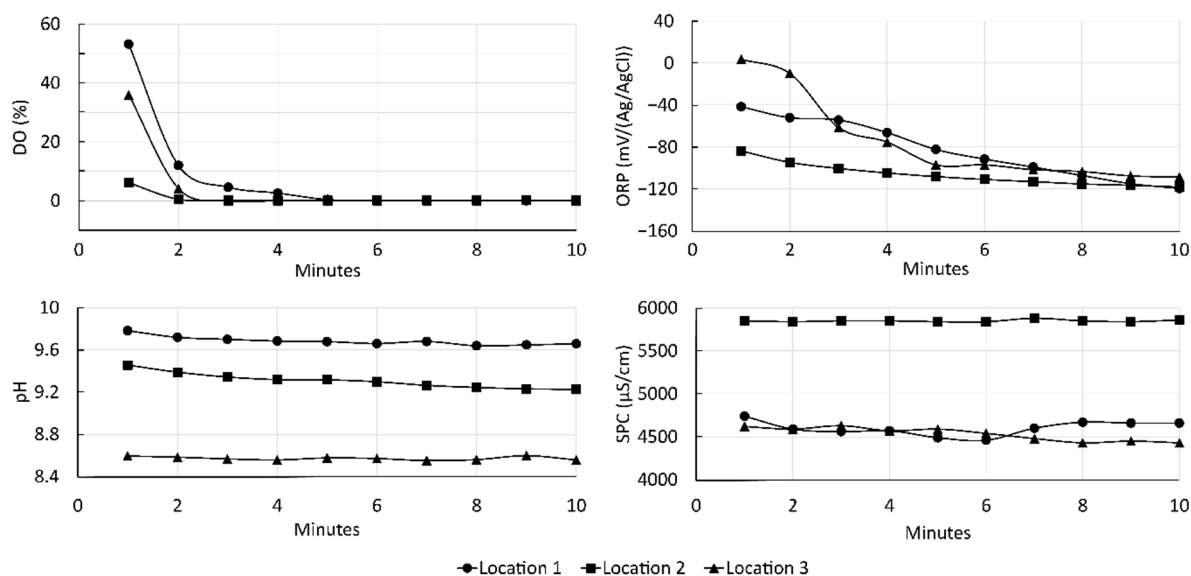 60
40
20
0
DO (%)
0 2 4 6 8 10
Minutes
40
0
−40
−80
−120
−160
ORP (mV/(Ag/AgCl))
0 2 4 6 8 10
Minutes
10
9.6
9.2
8.8
8.4
pH
0 2 4 6 8 10
Minutes
6000
5500
5000
4500
4000
SPC (µS/cm)
0 2 4 6 8 10
Minutes
Location 1 Location 2 Location 3